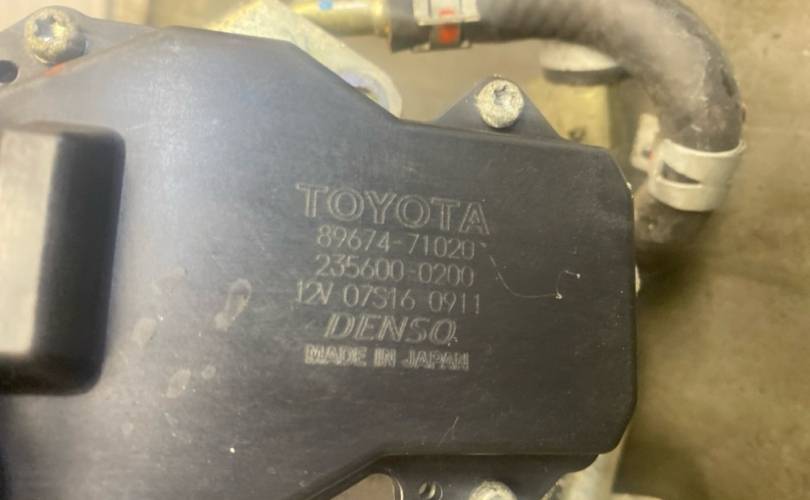 TOYOTA
89674-71020
235600-0200
12V 07S16 0911
DENSO
MADE IN JAPAN